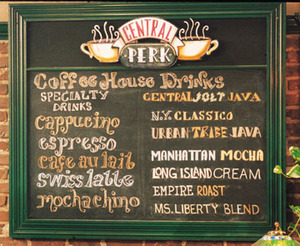 CENTRAL
PERK
Coffee House Drinks
SPECIALTY
DRINKS
cappucino
espresso
cafe au lait
swiss latte
mochachino
CENTRAL JOLT JAVA
N.Y. CLASSICO
URBAN TRIBE JAVA
MANHATTAN MOCHA
LONG ISLAND CREAM
EMPIRE ROAST
MS. LIBERTY BLEND